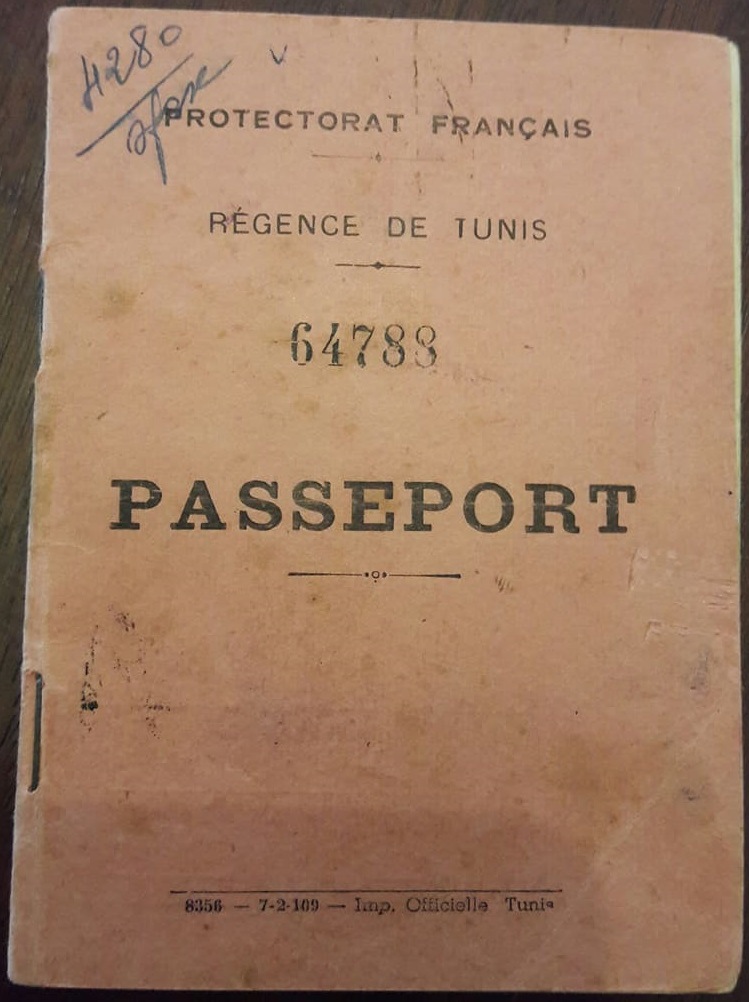 4280
PROTECTORAT FRANÇAIS
RÉGENCE DE TUNIS
64788
PASSEPORT
8356 — 7-2-109 — Imp. Officielle Tunis